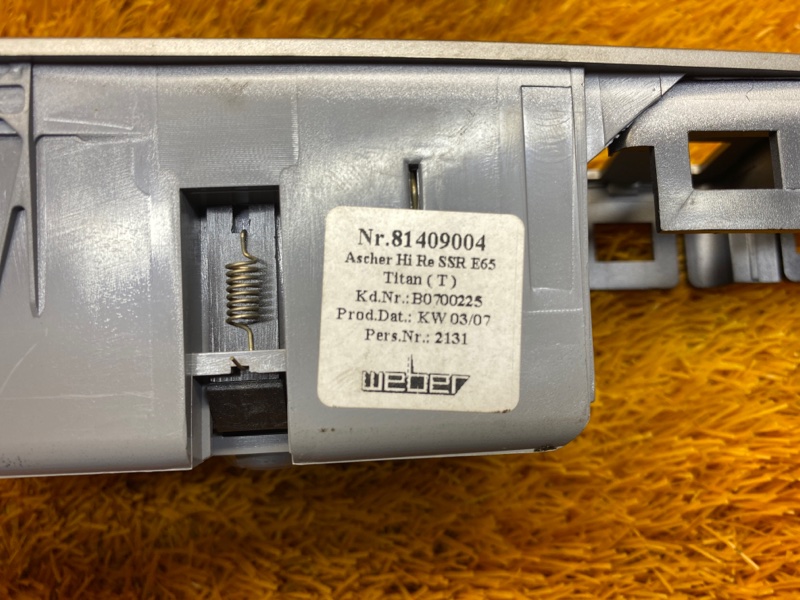 Nr.81409004
Ascher Hi Re SSR E65
Titan ( T )
Kd.Nr.:B0700225
Prod.Dat.: KW 03/07
Pers.Nr.: 2131
weber